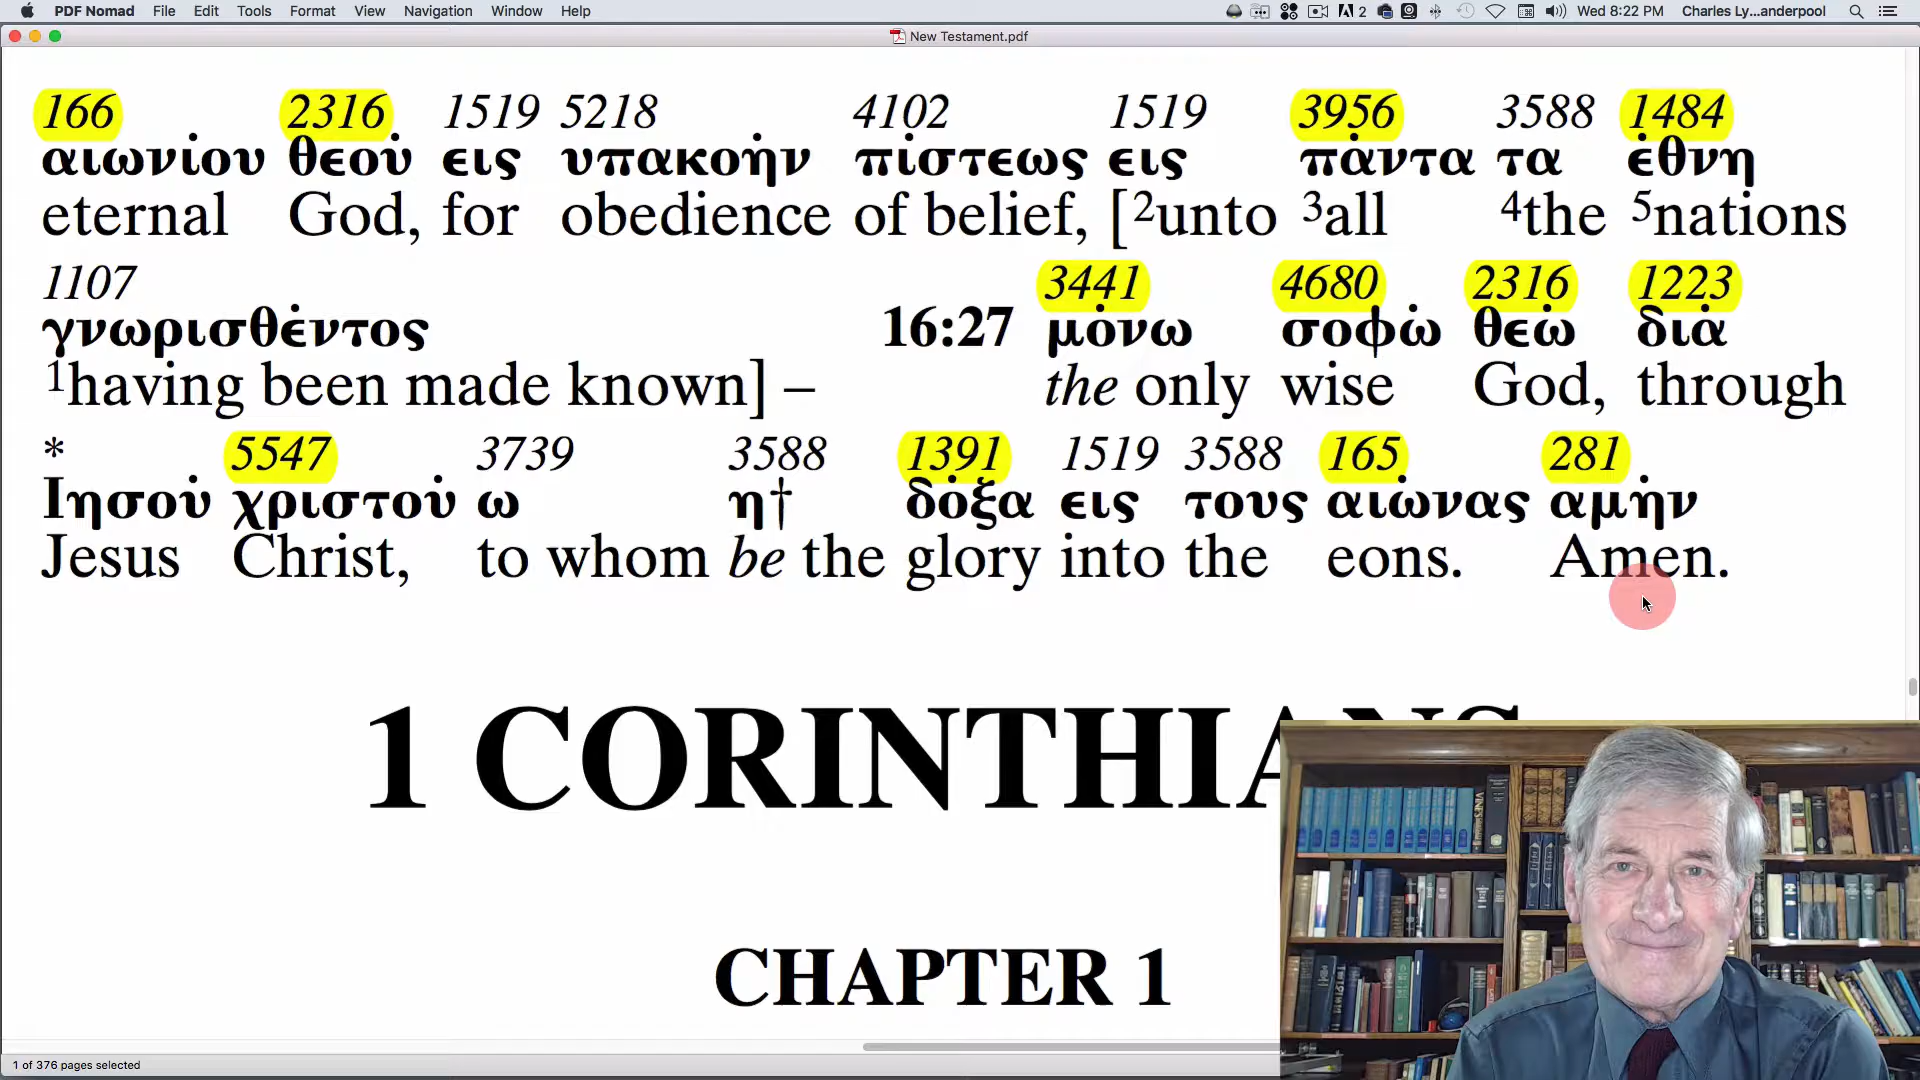 PDF Nomad File Edit Tools Format View Navigation Window Help 2 Wed 8:22 PM Charles Ly...anderpool
New Testament.pdf
166 2316 1519 5218 4102 1519 3956 3588 1484
αιωνίου θεού εις υπακοήν πίστεως εις πάντα τα έθνη
eternal God, for obedience of belief, [²unto ³all ⁴the ⁵nations
1107 3441 4680 2316 1223
γνωρισθέντος 16:27 μόνω σοφώ θεώ διά
¹having been made known] – the only wise God, through
* 5547 3739 3588 1391 1519 3588 165 281
Ιησού χριστού ω η† δόξα εις τους αιώνας αμήν
Jesus Christ, to whom be the glory into the eons. Amen.
1 CORINTHIANS
CHAPTER 1
1 of 376 pages selected